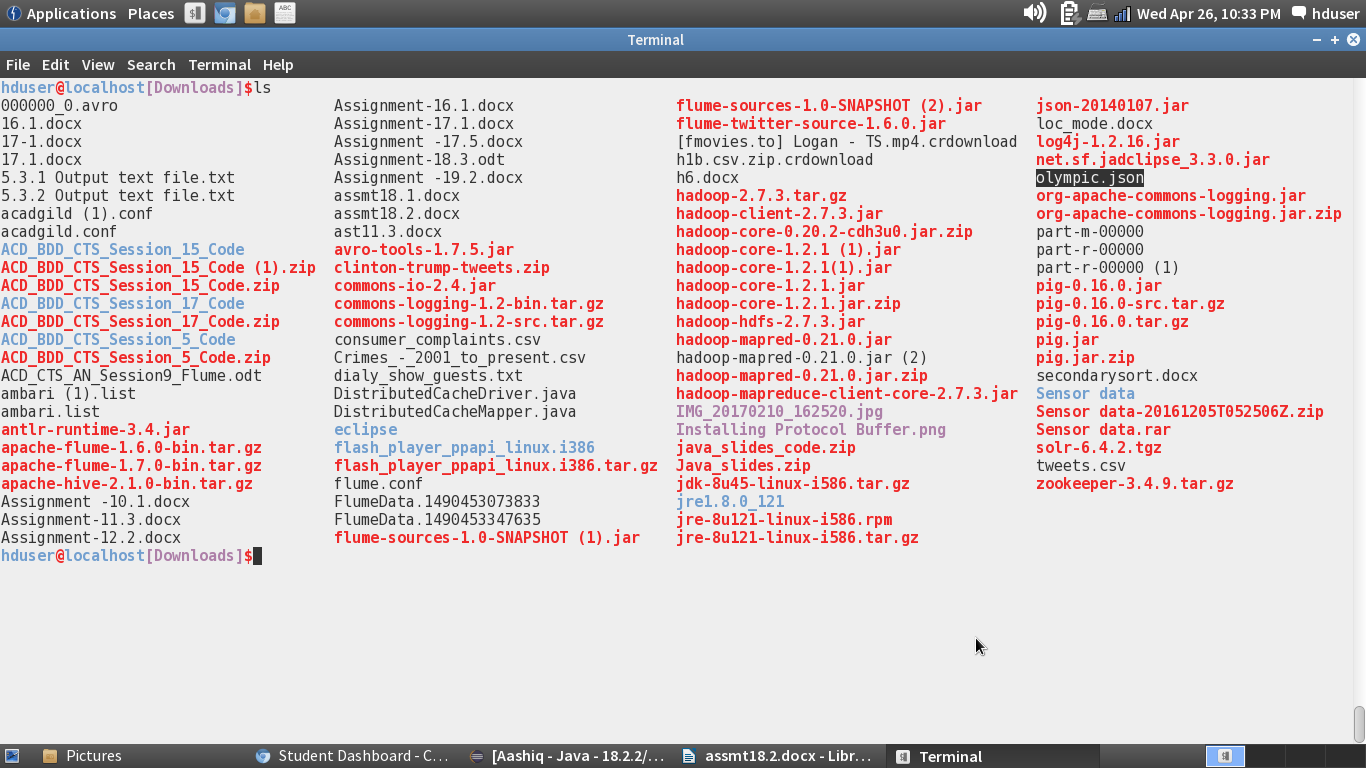 Applications Places Wed Apr 26, 10:33 PM hduser
Terminal
File Edit View Search Terminal Help
hduser@localhost[Downloads]$ls
000000_0.avro Assignment-16.1.docx flume-sources-1.0-SNAPSHOT (2).jar json-20140107.jar
16.1.docx Assignment-17.1.docx flume-twitter-source-1.6.0.jar loc_mode.docx
17-1.docx Assignment -17.5.docx [fmovies.to] Logan - TS.mp4.crdownload log4j-1.2.16.jar
17.1.docx Assignment-18.3.odt h1b.csv.zip.crdownload net.sf.jadclipse_3.3.0.jar
5.3.1 Output text file.txt Assignment -19.2.docx h6.docx olympic.json
5.3.2 Output text file.txt assmt18.1.docx hadoop-2.7.3.tar.gz org-apache-commons-logging.jar
acadgild (1).conf assmt18.2.docx hadoop-client-2.7.3.jar org-apache-commons-logging.jar.zip
acadgild.conf ast11.3.docx hadoop-core-0.20.2-cdh3u0.jar.zip part-m-00000
ACD_BDD_CTS_Session_15_Code avro-tools-1.7.5.jar hadoop-core-1.2.1 (1).jar part-r-00000
ACD_BDD_CTS_Session_15_Code (1).zip clinton-trump-tweets.zip hadoop-core-1.2.1(1).jar part-r-00000 (1)
ACD_BDD_CTS_Session_15_Code.zip commons-io-2.4.jar hadoop-core-1.2.1.jar pig-0.16.0.jar
ACD_BDD_CTS_Session_17_Code commons-logging-1.2-bin.tar.gz hadoop-core-1.2.1.jar.zip pig-0.16.0-src.tar.gz
ACD_BDD_CTS_Session_17_Code.zip commons-logging-1.2-src.tar.gz hadoop-hdfs-2.7.3.jar pig-0.16.0.tar.gz
ACD_BDD_CTS_Session_5_Code consumer_complaints.csv hadoop-mapred-0.21.0.jar pig.jar
ACD_BDD_CTS_Session_5_Code.zip Crimes_-_2001_to_present.csv hadoop-mapred-0.21.0.jar (2) pig.jar.zip
ACD_CTS_AN_Session9_Flume.odt dialy_show_guests.txt hadoop-mapred-0.21.0.jar.zip secondarysort.docx
ambari (1).list DistributedCacheDriver.java hadoop-mapreduce-client-core-2.7.3.jar Sensor data
ambari.list DistributedCacheMapper.java IMG_20170210_162520.jpg Sensor data-20161205T052506Z.zip
antlr-runtime-3.4.jar eclipse Installing Protocol Buffer.png Sensor data.rar
apache-flume-1.6.0-bin.tar.gz flash_player_ppapi_linux.i386 java_slides_code.zip solr-6.4.2.tgz
apache-flume-1.7.0-bin.tar.gz flash_player_ppapi_linux.i386.tar.gz Java_slides.zip tweets.csv
apache-hive-2.1.0-bin.tar.gz flume.conf jdk-8u45-linux-i586.tar.gz zookeeper-3.4.9.tar.gz
Assignment -10.1.docx FlumeData.1490453073833 jre1.8.0_121
Assignment-11.3.docx FlumeData.1490453347635 jre-8u121-linux-i586.rpm
Assignment-12.2.docx flume-sources-1.0-SNAPSHOT (1).jar jre-8u121-linux-i586.tar.gz
hduser@localhost[Downloads]$
Pictures Student Dashboard - C... [Aashiq - Java - 18.2.2/... assmt18.2.docx - Libr... Terminal